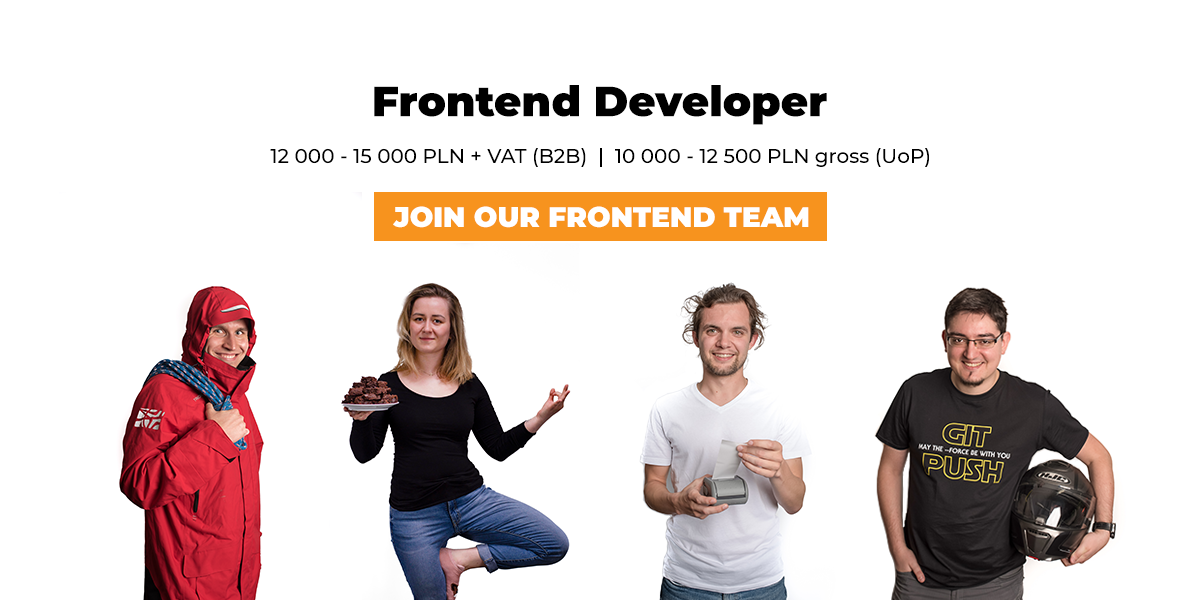 Frontend Developer
12 000 - 15 000 PLN + VAT (B2B) | 10 000 - 12 500 PLN gross (UoP)
JOIN OUR FRONTEND TEAM
GIT
MAY THE --FORCE BE WITH YOU
PUSH
HJC